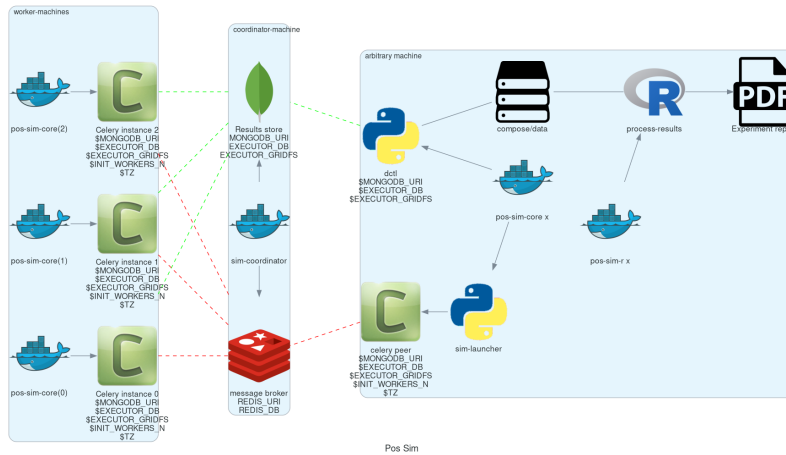 worker-machines
coordinator-machine
arbitrary machine
pos-sim-core(2)
C
Celery instance 2
$MONGODB_URI
$EXECUTOR_DB
$EXECUTOR_GRIDFS
$INIT_WORKERS_N
$TZ
Results store
MONGODB_URI
EXECUTOR_DB
EXECUTOR_GRIDFS
dctl
$MONGODB_URI
$EXECUTOR_DB
$EXECUTOR_GRIDFS
compose/data
R
process-results
PDF
Experiment rep
pos-sim-core x
pos-sim-r x
pos-sim-core(1)
C
Celery instance 1
$MONGODB_URI
$EXECUTOR_DB
$EXECUTOR_GRIDFS
$INIT_WORKERS_N
$TZ
sim-coordinator
C
celery peer
$MONGODB_URI
$EXECUTOR_DB
$EXECUTOR_GRIDFS
$INIT_WORKERS_N
$TZ
sim-launcher
pos-sim-core(0)
C
Celery instance 0
$MONGODB_URI
$EXECUTOR_DB
$EXECUTOR_GRIDFS
$INIT_WORKERS_N
$TZ
message broker
REDIS_URI
REDIS_DB
Pos Sim